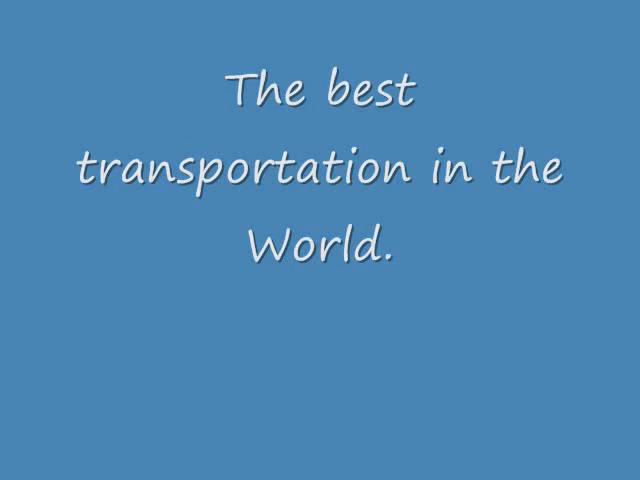 The best
transportation in the
World.